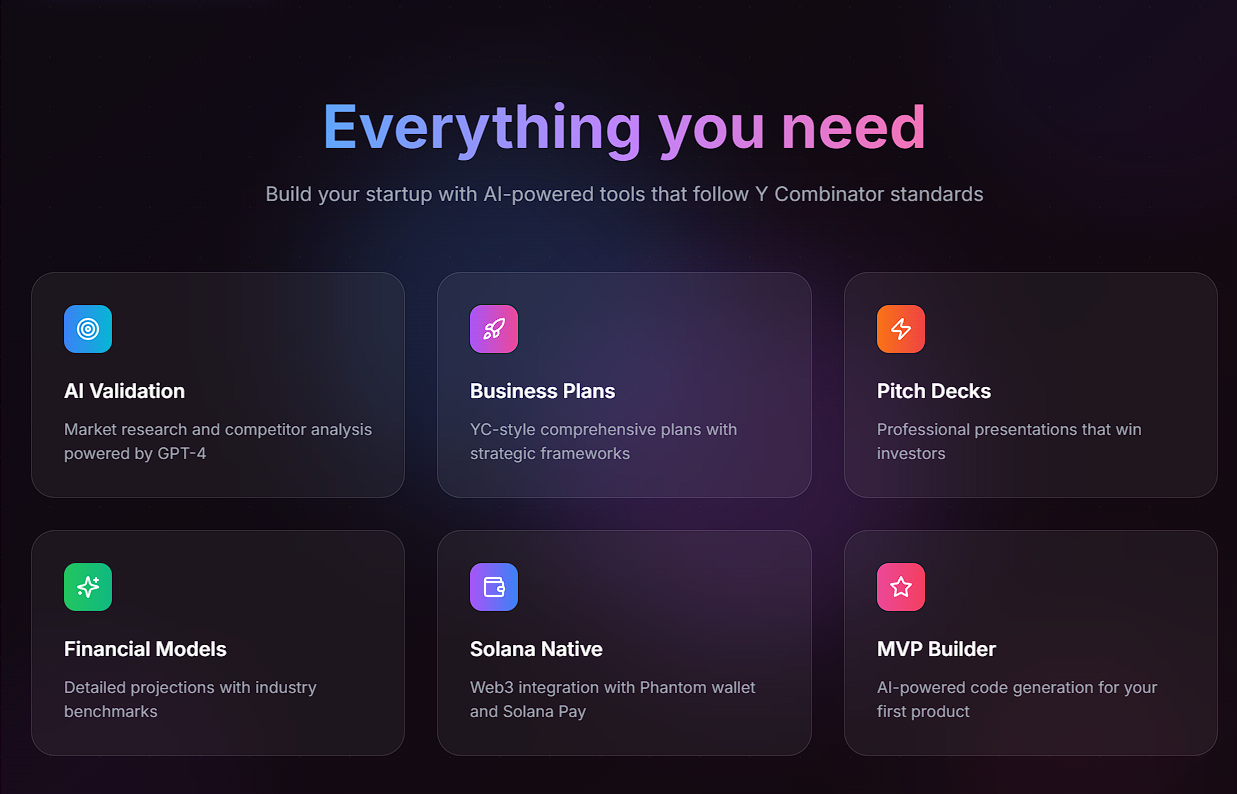 Everything you need
Build your startup with AI-powered tools that follow Y Combinator standards
AI Validation
Market research and competitor analysis
powered by GPT-4
Business Plans
YC-style comprehensive plans with
strategic frameworks
Pitch Decks
Professional presentations that win
investors
Financial Models
Detailed projections with industry
benchmarks
Solana Native
Web3 integration with Phantom wallet
and Solana Pay
MVP Builder
AI-powered code generation for your
first product